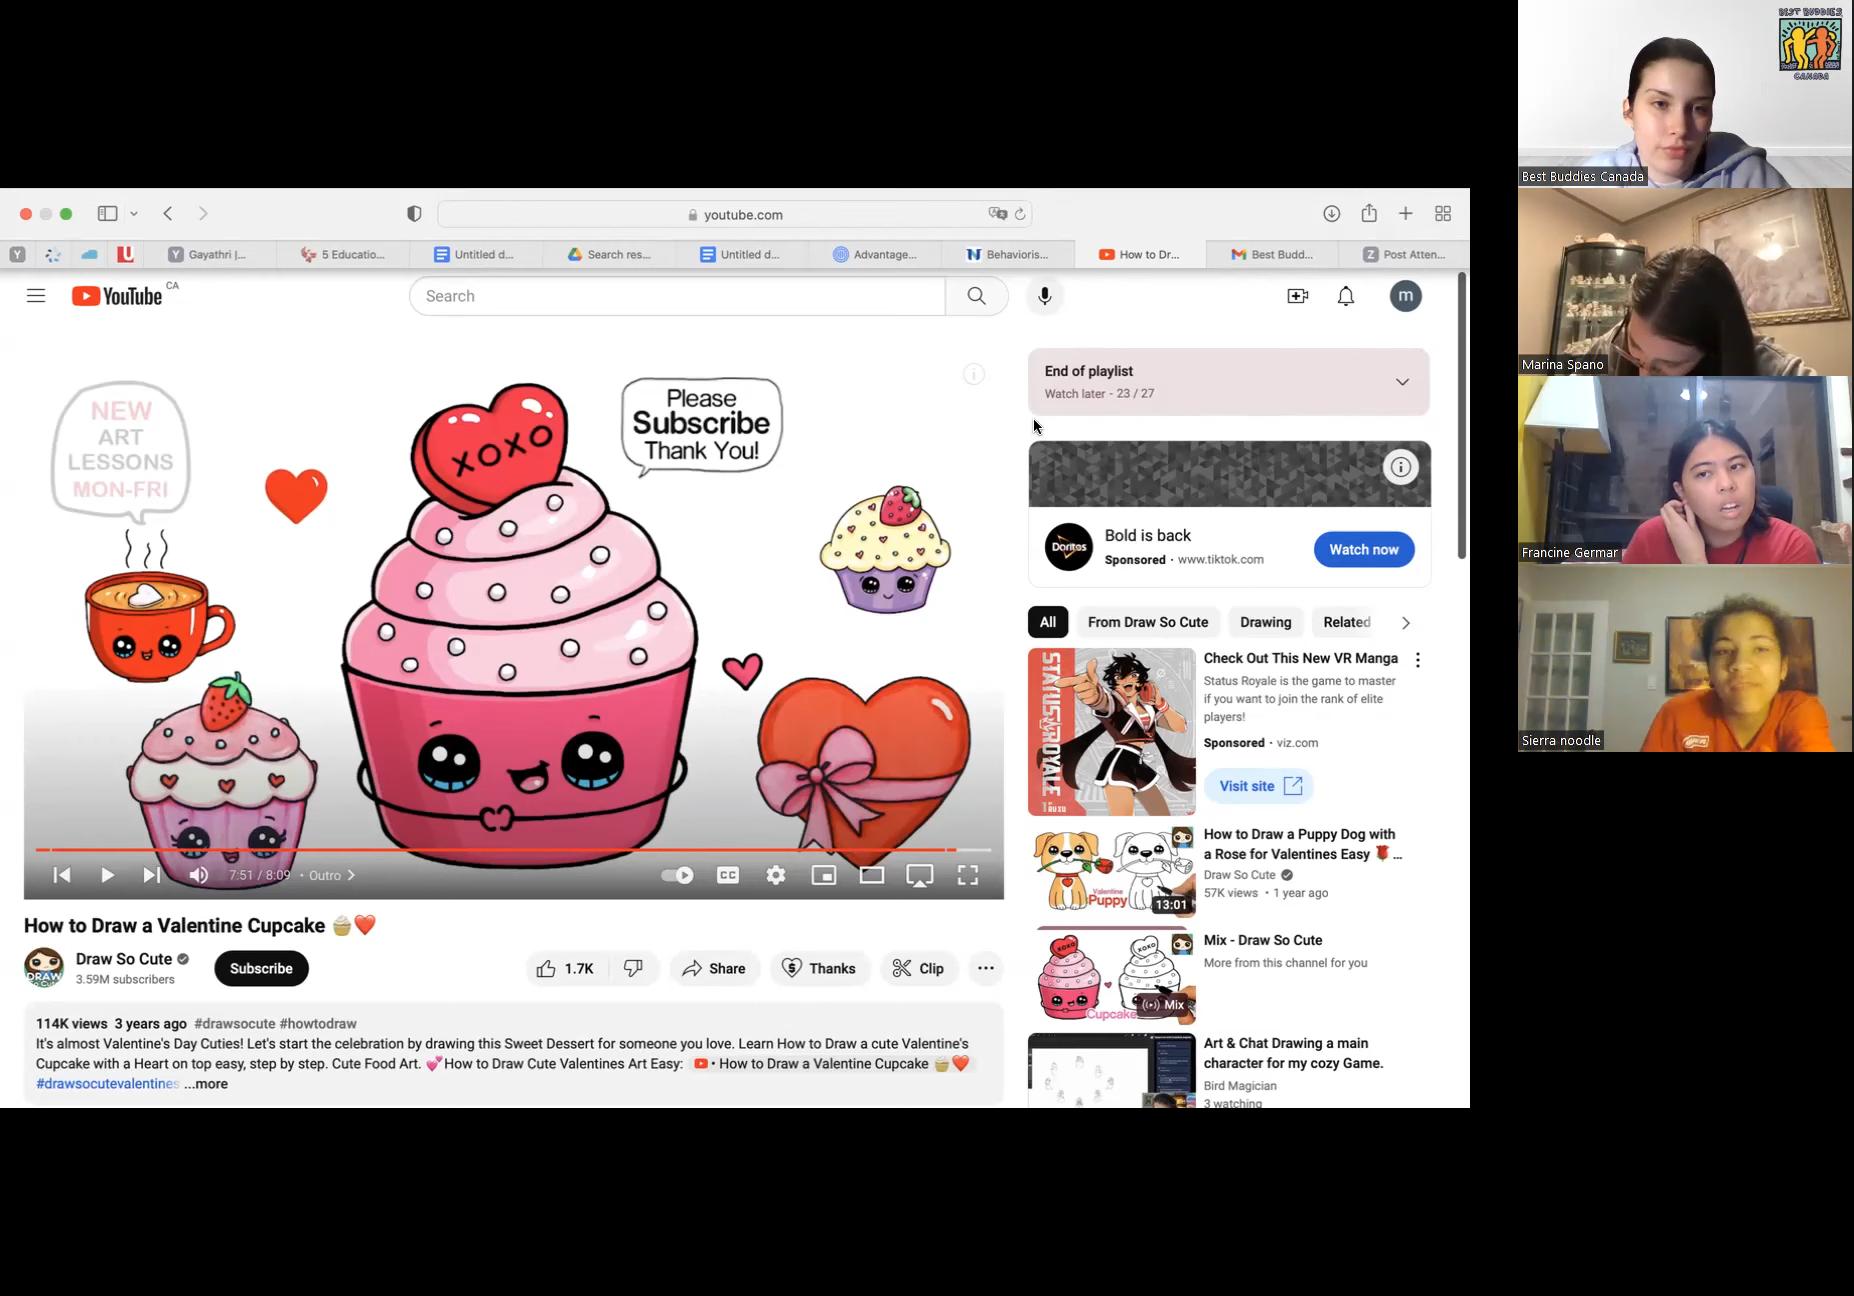 youtube.com
Gayathri |...
5 Educatio...
Untitled d...
Search res...
Untitled d...
Advantage...
Behavioris...
How to Dr...
Best Budd...
Post Atten...
YouTube CA
Search
m
NEW
ART
LESSONS
MON-FRI
XOXO
Please
Subscribe
Thank You!
7:51 / 8:09 • Outro
CC
How to Draw a Valentine Cupcake 🧁❤️
Draw So Cute
3.59M subscribers
DRAW
Subscribe
1.7K
Share
Thanks
Clip
114K views 3 years ago #drawsocute #howtodraw
It's almost Valentine's Day Cuties! Let's start the celebration by drawing this Sweet Dessert for someone you love. Learn How to Draw a cute Valentine's
Cupcake with a Heart on top easy, step by step. Cute Food Art. 💕How to Draw Cute Valentines Art Easy: • How to Draw a Valentine Cupcake 🧁❤️
#drawsocutevalentines ...more
End of playlist
Watch later - 23 / 27
Doritos
Bold is back
Sponsored · www.tiktok.com
Watch now
All
From Draw So Cute
Drawing
Related
STATUS ROYALE
Check Out This New VR Manga
Status Royale is the game to master
if you want to join the rank of elite
players!
Sponsored · viz.com
Visit site
Valentine
Puppy
13:01
How to Draw a Puppy Dog with
a Rose for Valentines Easy 🌹 ...
Draw So Cute
57K views • 1 year ago
XOXO
XOXO
Cupcake
Mix
Mix - Draw So Cute
More from this channel for you
Art & Chat Drawing a main
character for my cozy Game.
Bird Magician
3 watching
BEST BUDDIES
CANADA
Best Buddies Canada
Marina Spano
Francine Germar
Sierra noodle